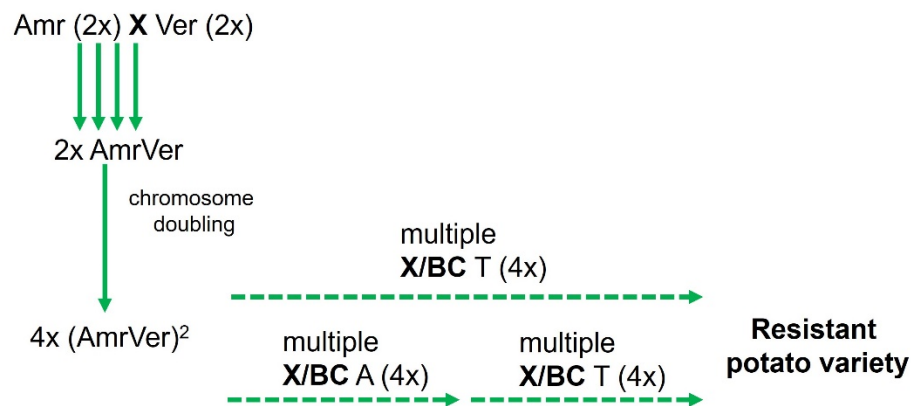 Amr (2x) X Ver (2x)
2x AmrVer
chromosome
doubling
4x (AmrVer)²
multiple
X/BC T (4x)
multiple
X/BC A (4x)
multiple
X/BC T (4x)
Resistant
potato variety